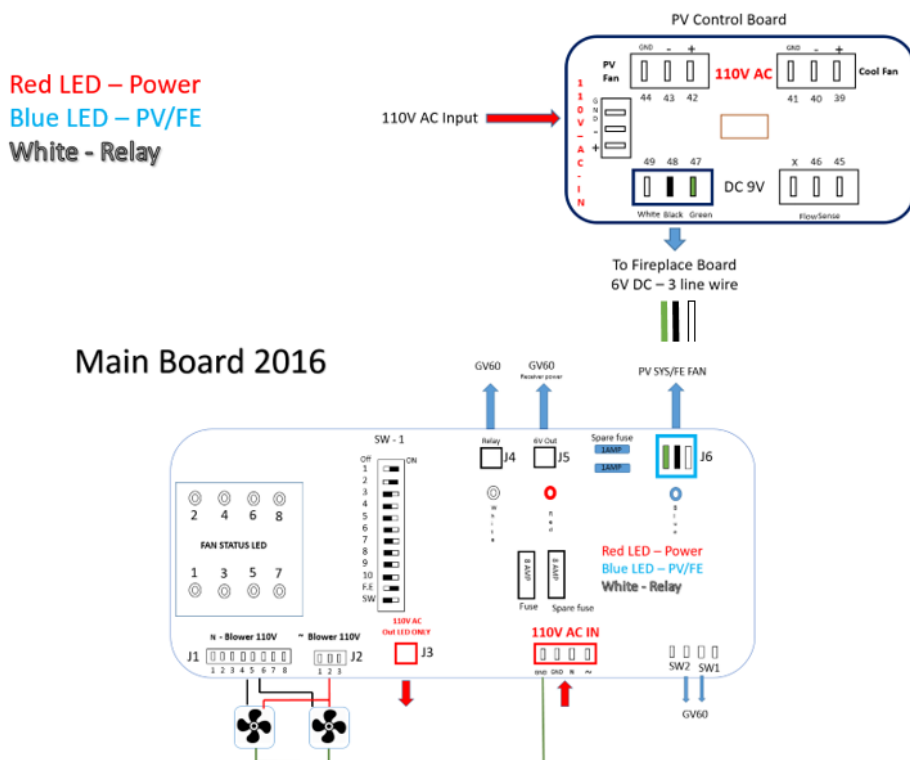 PV Control Board
Red LED – Power
Blue LED – PV/FE
White - Relay
110V AC Input
110V-AC-IN
PV
Fan
GND - +
44 43 42
110V AC
GND - +
41 40 39
Cool Fan
GND - +
49 48 47
White Black Green
DC 9V
X 46 45
FlowSense
To Fireplace Board
6V DC – 3 line wire
Main Board 2016
GV60
GV60
Receiver power
PV SYS/FE FAN
SW - 1
Off
ON
1
2
3
4
5
6
7
8
9
10
F.E
SW
Relay
J4
6V Out
J5
Spare fuse
1AMP
1AMP
J6
White
Red
Blue
2 4 6 8
FAN STATUS LED
1 3 5 7
8 AMP
8 AMP
Fuse
Spare fuse
Red LED – Power
Blue LED – PV/FE
White - Relay
N - Blower 110V
J1
1 2 3 4 5 6 7 8
~ Blower 110V
J2
1 2 3
110V AC
Out LED ONLY
J3
110V AC IN
GND GND N ~
SW2 SW1
GV60